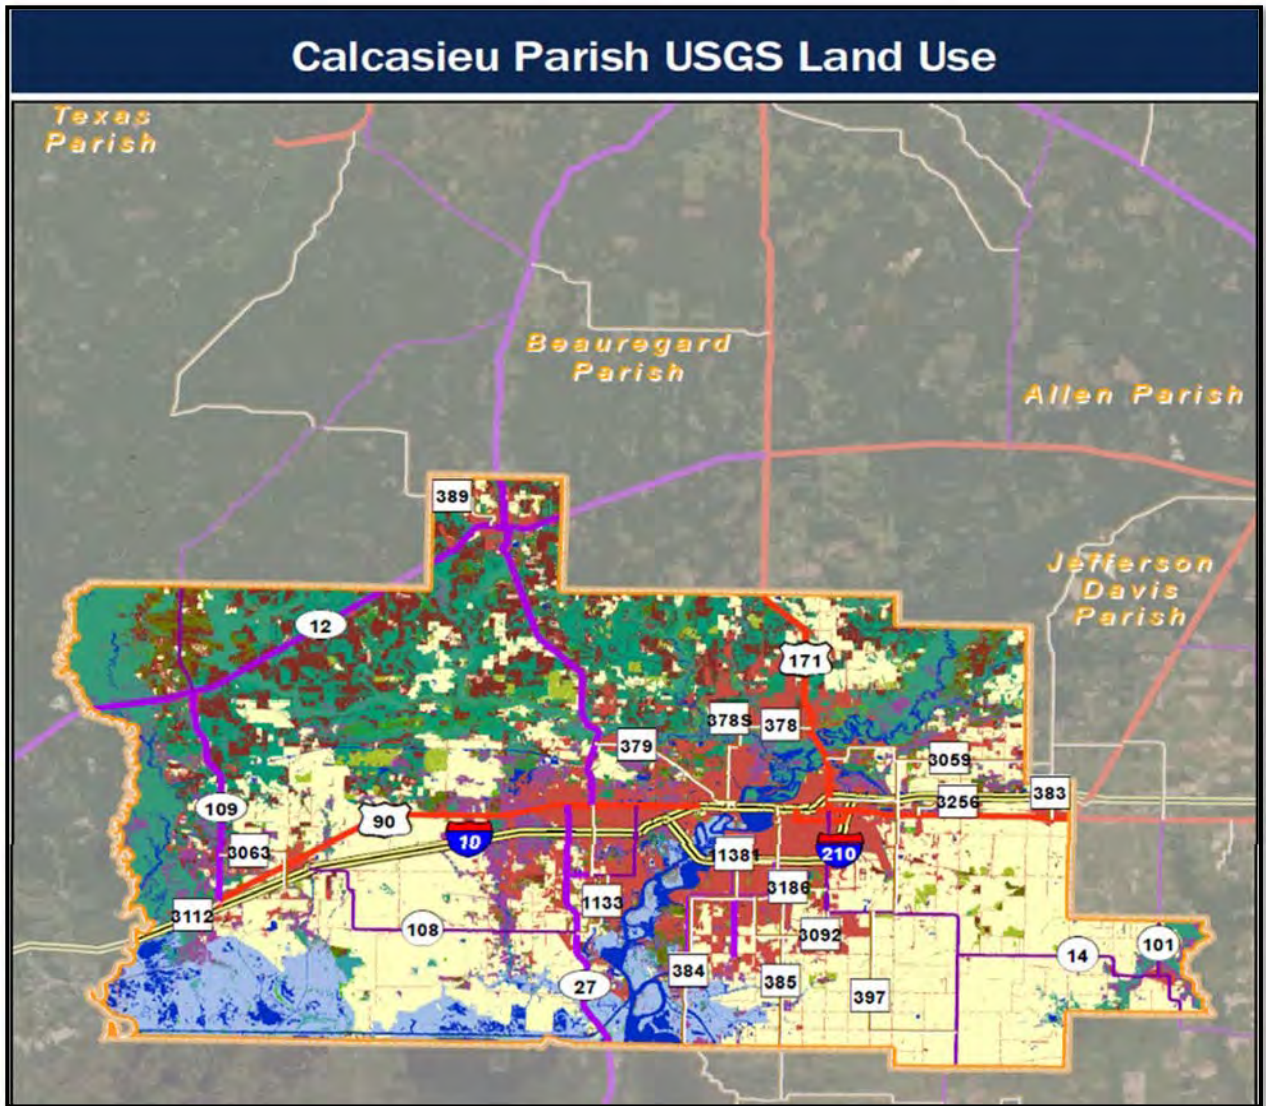 Calcasieu Parish USGS Land Use
Texas
Parish
Beauregard
Parish
Allen Parish
389
Jefferson
Davis
Parish
12
171
378S
378
379
3059
383
3256
109
90
10
210
3063
1381
3186
1133
3112
108
3092
14
101
384
385
27
397